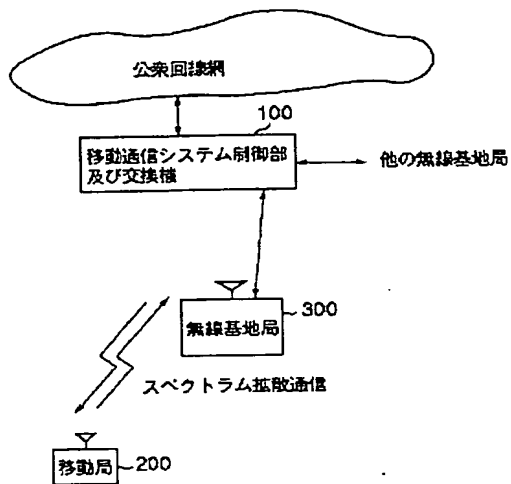 公衆回線網
100
移動通信システム制御部
及び交換機
他の無線基地局
無線基地局
300
スペクトラム拡散通信
移動局
200